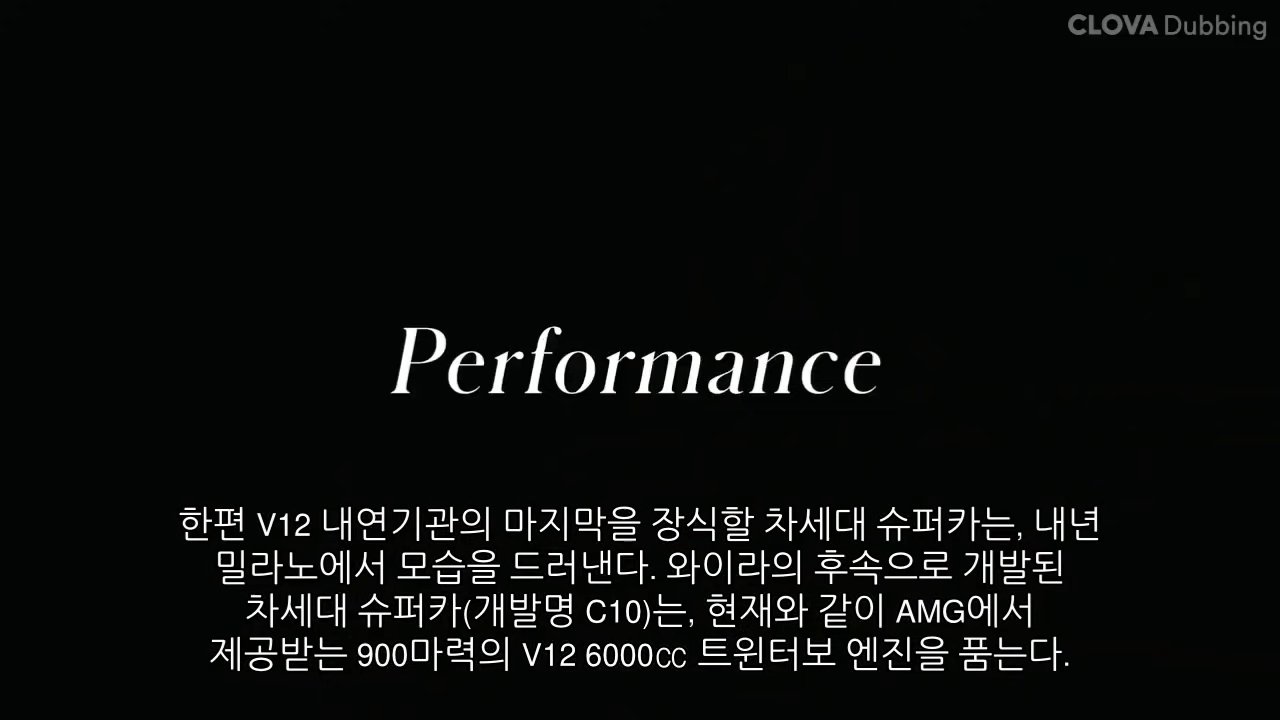 CLOVA Dubbing
Performance
한편 V12 내연기관의 마지막을 장식할 차세대 슈퍼카는, 내년
밀라노에서 모습을 드러낸다. 와이라의 후속으로 개발된
차세대 슈퍼카(개발명 C10)는, 현재와 같이 AMG에서
제공받는 900마력의 V12 6000㏄ 트윈터보 엔진을 품는다.